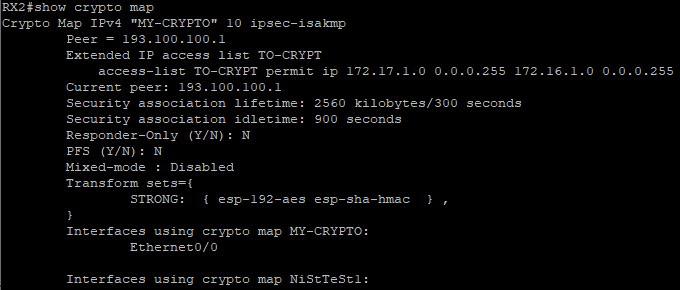 RX2#show crypto map
Crypto Map IPv4 "MY-CRYPTO" 10 ipsec-isakmp
Peer = 193.100.100.1
Extended IP access list TO-CRYPT
access-list TO-CRYPT permit ip 172.17.1.0 0.0.0.255 172.16.1.0 0.0.0.255
Current peer: 193.100.100.1
Security association lifetime: 2560 kilobytes/300 seconds
Security association idletime: 900 seconds
Responder-Only (Y/N): N
PFS (Y/N): N
Mixed-mode : Disabled
Transform sets={
STRONG:  { esp-192-aes esp-sha-hmac  } ,
}
Interfaces using crypto map MY-CRYPTO:
Ethernet0/0
Interfaces using crypto map NiStTeSt1: